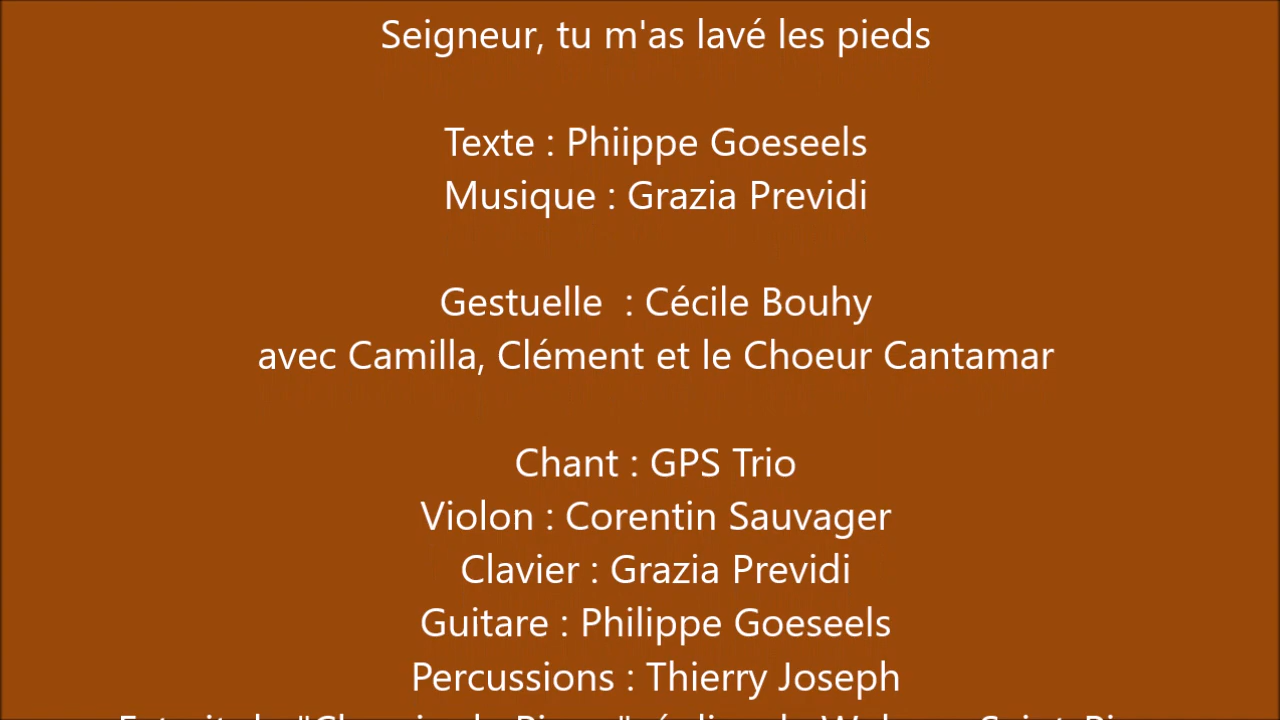 Seigneur, tu m'as lavé les pieds
Texte : Phiippe Goeseels
Musique : Grazia Previdi
Gestuelle  : Cécile Bouhy
avec Camilla, Clément et le Choeur Cantamar
Chant : GPS Trio
Violon : Corentin Sauvager
Clavier : Grazia Previdi
Guitare : Philippe Goeseels
Percussions : Thierry Joseph